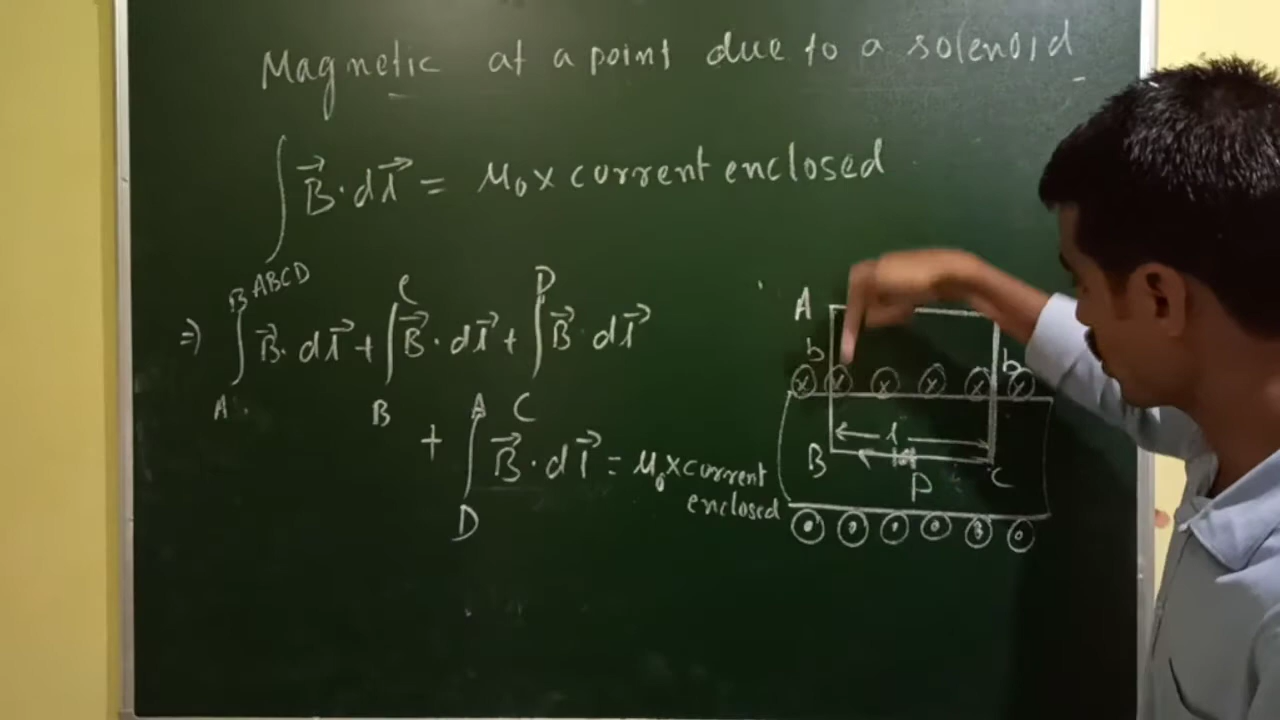 Magnetic at a point due to a solenoid
∫ABCD B⃗·dl⃗ = μ₀ x current enclosed
⇒ ∫_A^B B⃗·dl⃗ + ∫_B^C B⃗·dl⃗ + ∫_C^D B⃗·dl⃗
+ ∫_D^A B⃗·dl⃗ = μ₀ x current
enclosed
A
b b
x x x x x x
l
B C
P